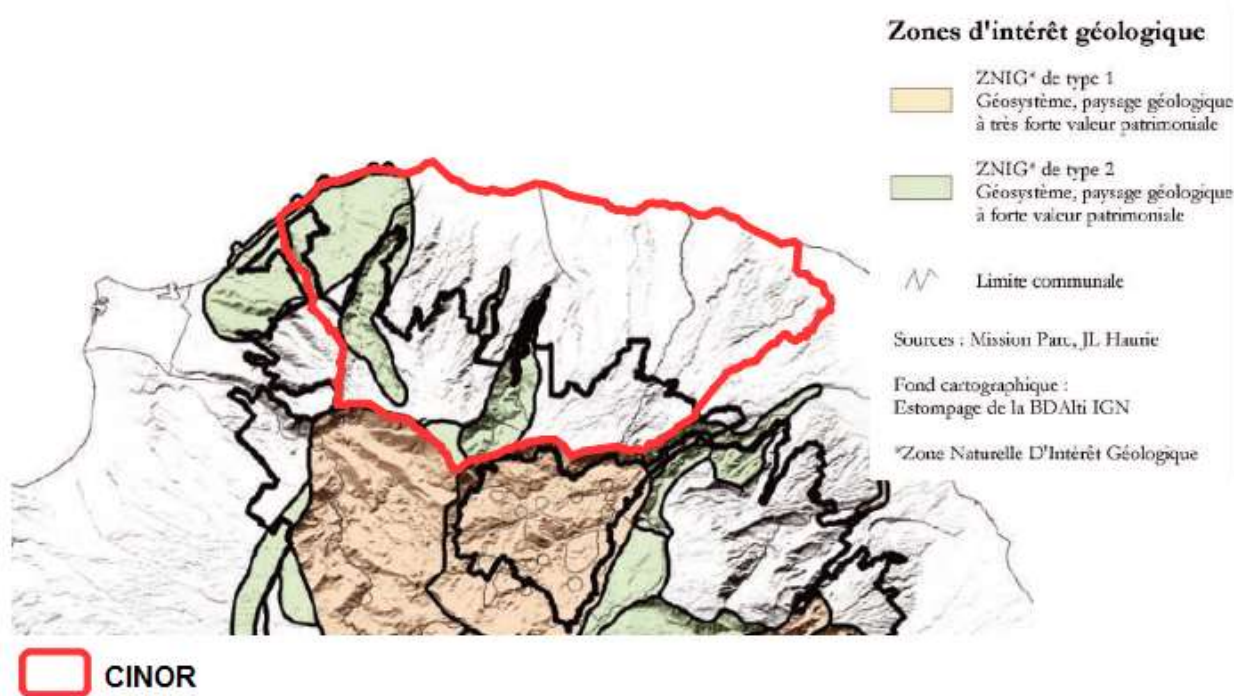 Zones d'intérêt géologique
ZNIG* de type 1
Géosystème, paysage géologique
à très forte valeur patrimoniale
ZNIG* de type 2
Géosystème, paysage géologique
à forte valeur patrimoniale
Limite communale
Sources : Mission Parc, JL Haurie
Fond cartographique :
Estompage de la BDAlti IGN
*Zone Naturelle D'Intérêt Géologique
CINOR